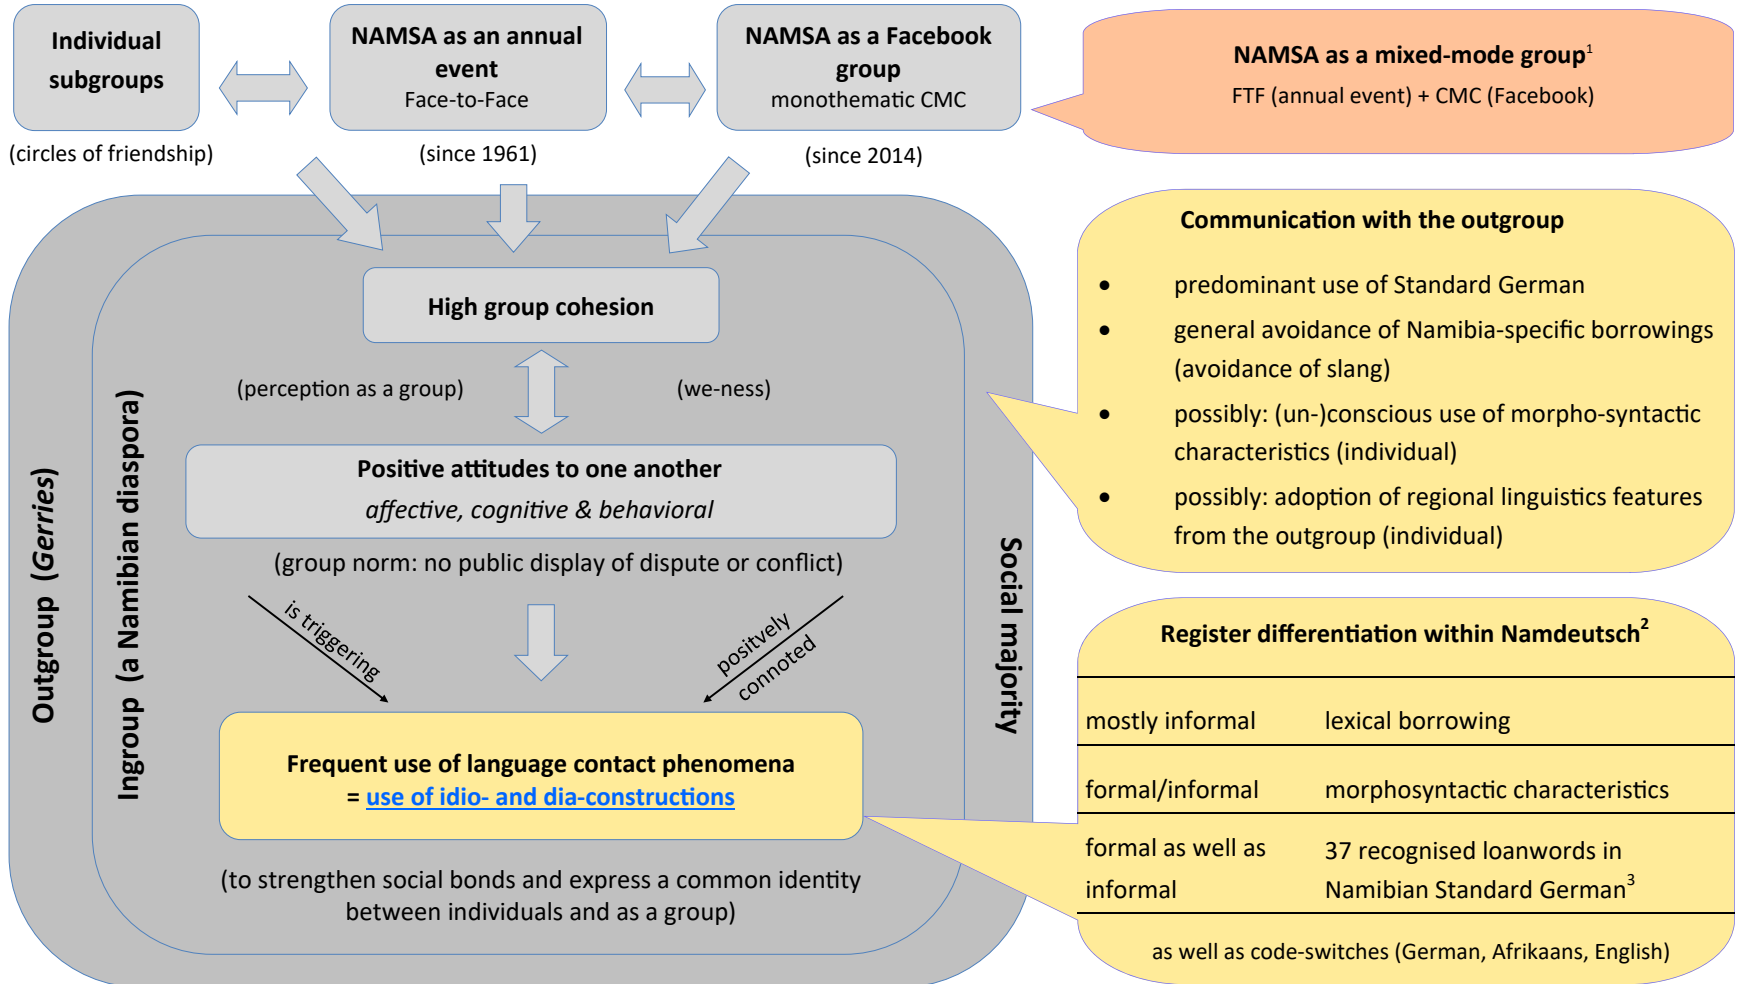 Individual
subgroups
(circles of friendship)
NAMSA as an annual
event
Face-to-Face
(since 1961)
NAMSA as a Facebook
group
monothematic CMC
(since 2014)
NAMSA as a mixed-mode group¹
FTF (annual event) + CMC (Facebook)
Outgroup (Gerries)
Ingroup (a Namibian diaspora)
Social majority
High group cohesion
(perception as a group)
(we-ness)
Positive attitudes to one another
affective, cognitive & behavioral
(group norm: no public display of dispute or conflict)
is triggering
positvely
connoted
Frequent use of language contact phenomena
= use of idio- and dia-constructions
(to strengthen social bonds and express a common identity
between individuals and as a group)
Communication with the outgroup
• predominant use of Standard German
• general avoidance of Namibia-specific borrowings
(avoidance of slang)
• possibly: (un-)conscious use of morpho-syntactic
characteristics (individual)
• possibly: adoption of regional linguistics features
from the outgroup (individual)
Register differentiation within Namdeutsch²
mostly informal lexical borrowing
formal/informal morphosyntactic characteristics
formal as well as 37 recognised loanwords in
informal Namibian Standard German³
as well as code-switches (German, Afrikaans, English)